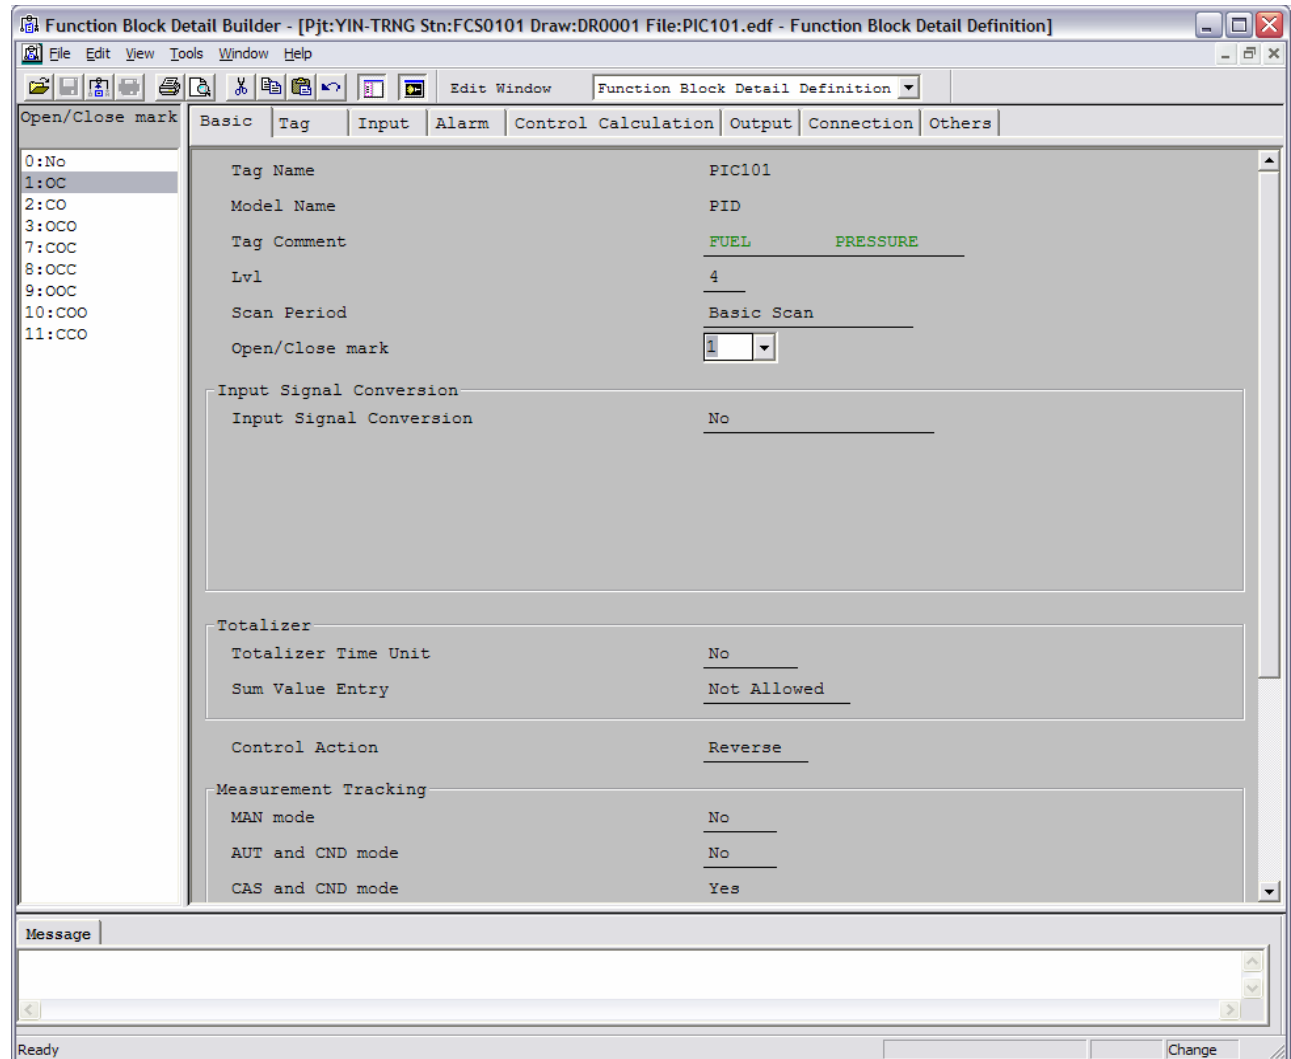 Function Block Detail Builder - [Pjt:YIN-TRNG Stn:FCS0101 Draw:DR0001 File:PIC101.edf - Function Block Detail Definition]
File Edit View Tools Window Help
Edit Window Function Block Detail Definition
Open/Close mark
0:No
1:OC
2:CO
3:OCO
7:COC
8:OCC
9:OOC
10:COO
11:CCO
Basic Tag Input Alarm Control Calculation Output Connection Others
Tag Name PIC101
Model Name PID
Tag Comment FUEL PRESSURE
Lvl 4
Scan Period Basic Scan
Open/Close mark 1
Input Signal Conversion
Input Signal Conversion No
Totalizer
Totalizer Time Unit No
Sum Value Entry Not Allowed
Control Action Reverse
Measurement Tracking
MAN mode No
AUT and CND mode No
CAS and CND mode Yes
Message
Ready Change